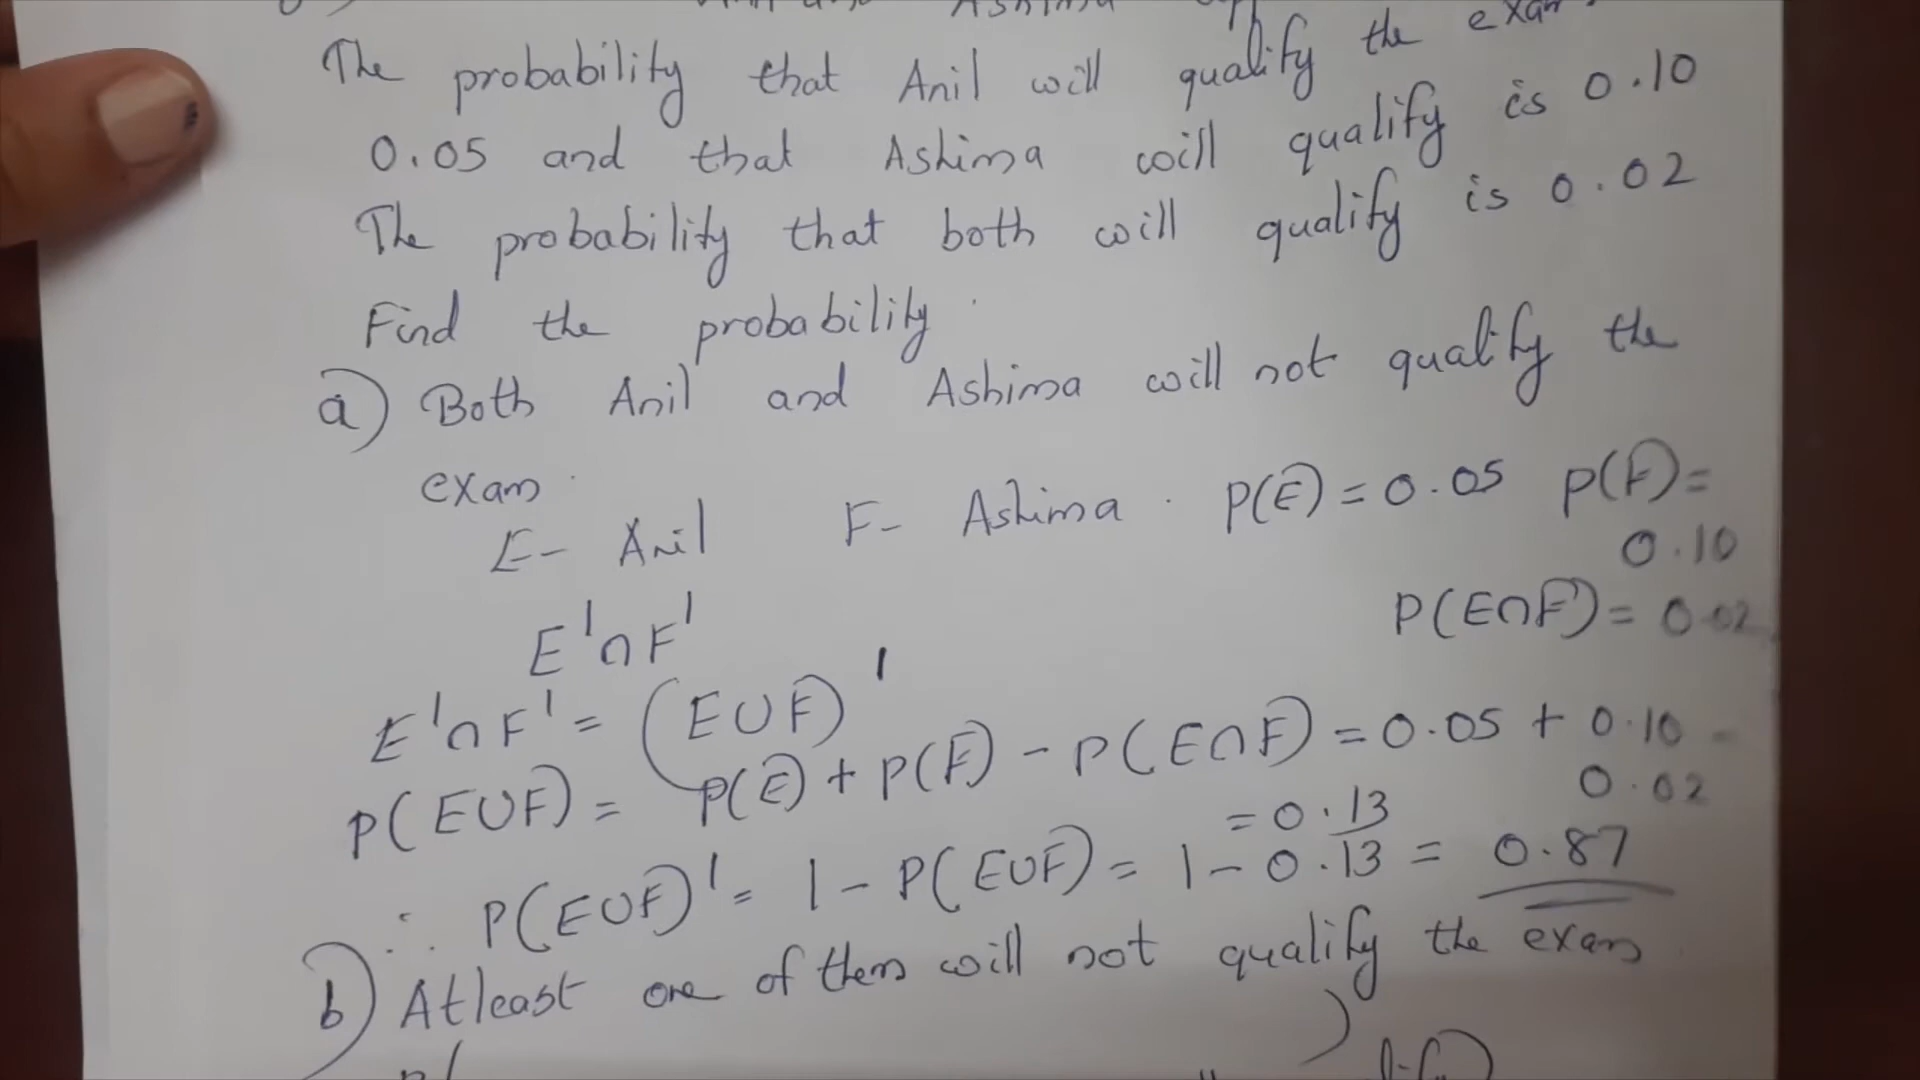 Ashima
The probability that Anil will qualify the exam
0.05 and that Ashima will qualify is 0.10
The probability that both will qualify is 0.02
Find the probability.
a) Both Anil and Ashima will not qualify the
exam.
E- Anil F- Ashima. P(E) = 0.05 P(F) =
0.10
E'∩F' P(E∩F) = 0.02
E'∩F' = (E∪F)'
P(E∪F) = P(E) + P(F) - P(E∩F) = 0.05 + 0.10 -
0.02
= 0.13
∴ P(E∪F)' = 1 - P(E∪F) = 1 - 0.13 = 0.87
b) Atleast one of them will not qualify the exam